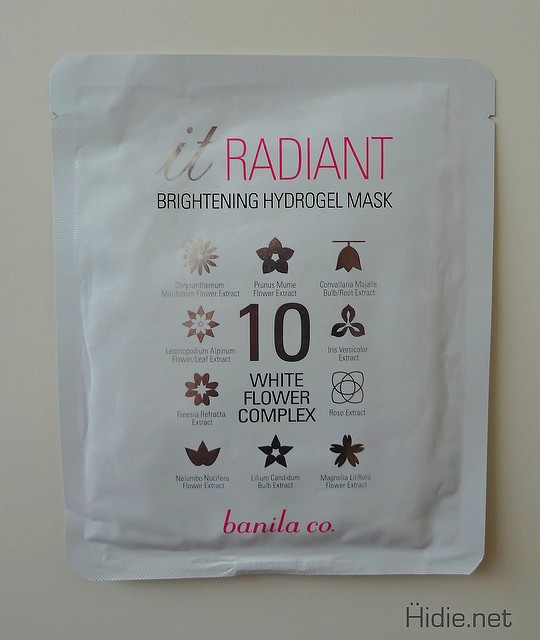 it RADIANT
BRIGHTENING HYDROGEL MASK
Chrysanthemum
Morifolium Flower Extract
Prunus Mume
Flower Extract
Convallaria Majalis
Bulb/Root Extract
Leontopodium Alpinum
Flower/Leaf Extract
10
WHITE
FLOWER
COMPLEX
Iris Versicolor
Extract
Freesia Refracta
Extract
Rose Extract
Nelumbo Nucifera
Flower Extract
Lilium Candidum
Bulb Extract
Magnolia Liliflora
Flower Extract
banila co.
Hidie.net